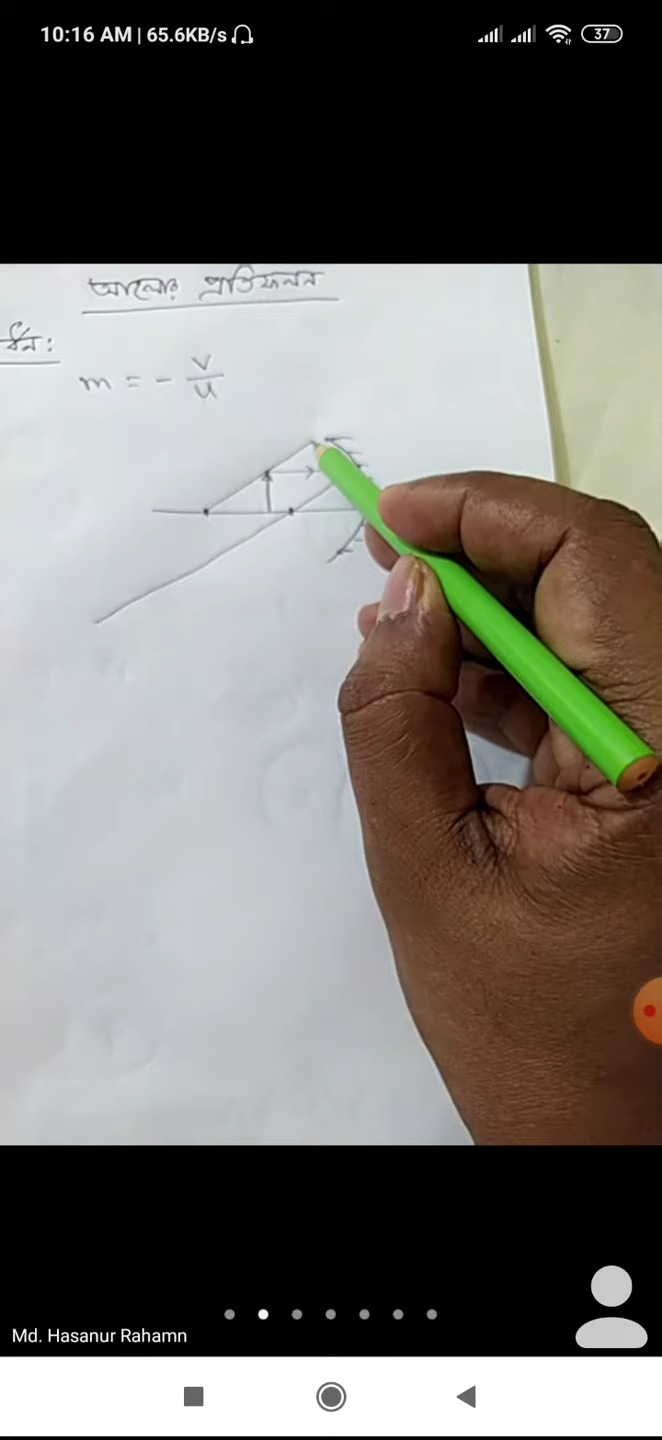 10:16 AM | 65.6KB/s
37
আলোর প্রতিফলন
m = - v/u
Md. Hasanur Rahamn